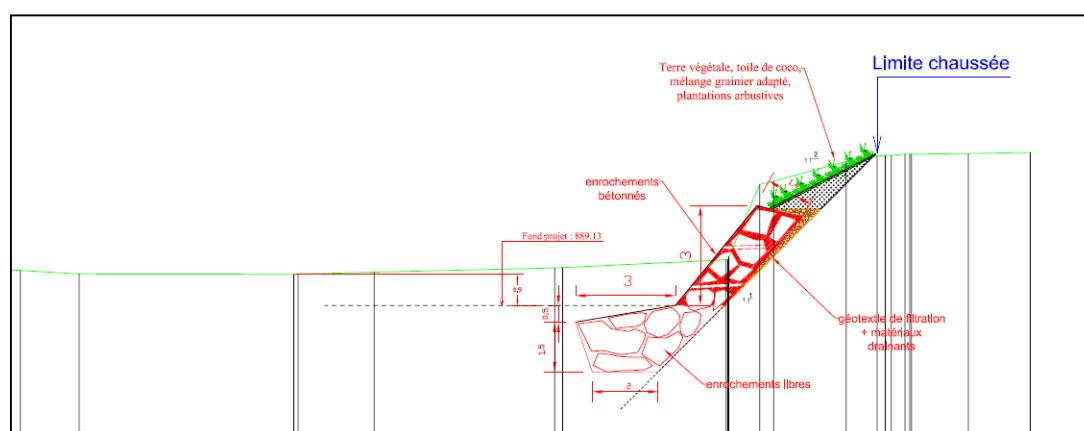 Terre végétale, toile de coco,
mélange grainier adapté,
plantations arbustives
Limite chaussée
enrochements
bétonnés
Fond projet : 889.13
3
3
0,5
1,5
2
géotextile de filtration
+ matériaux
drainants
enrochements libres